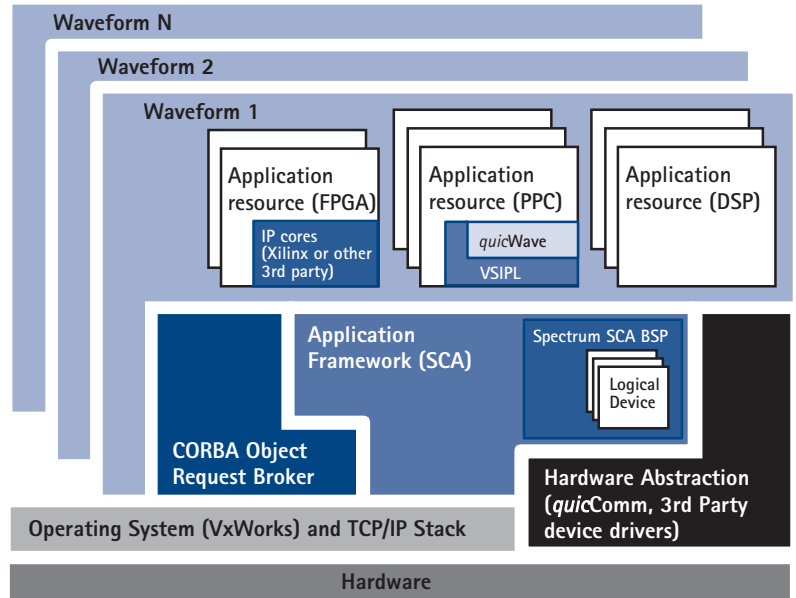 Waveform N
Waveform 2
Waveform 1
Application
resource (FPGA)
IP cores
(Xilinx or other
3rd party)
Application
resource (PPC)
quicWave
VSIPL
Application
resource (DSP)
Application
Framework (SCA)
Spectrum SCA BSP
Logical
Device
CORBA Object
Request Broker
Hardware Abstraction
(quicComm, 3rd Party
device drivers)
Operating System (VxWorks) and TCP/IP Stack
Hardware